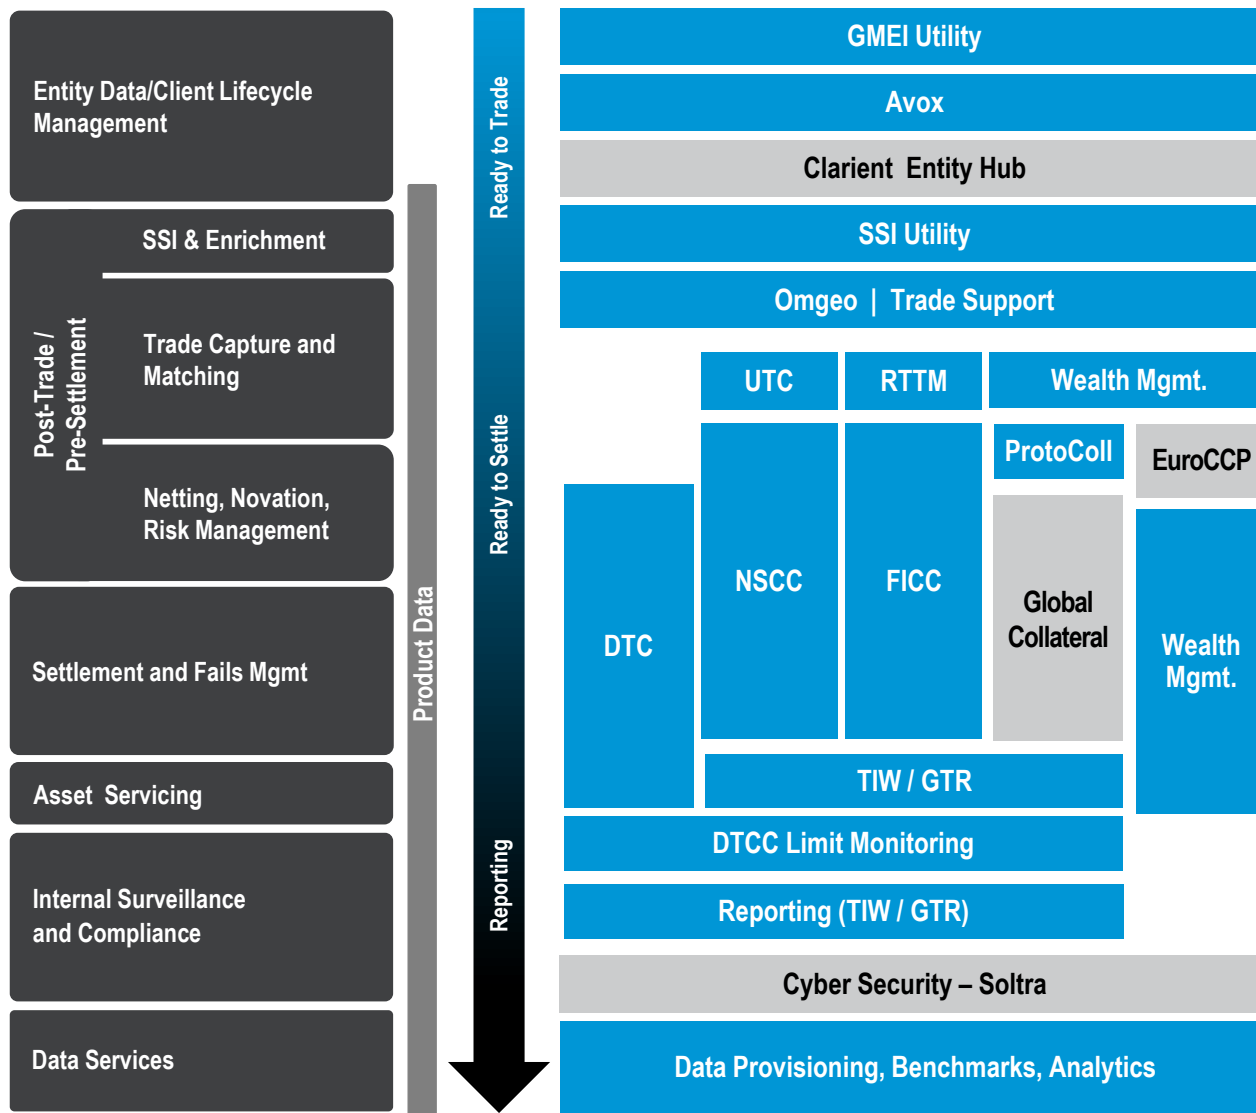 Entity Data/Client Lifecycle
Management
Post-Trade /
Pre-Settlement
SSI & Enrichment
Trade Capture and
Matching
Netting, Novation,
Risk Management
Settlement and Fails Mgmt
Asset Servicing
Internal Surveillance
and Compliance
Data Services
Product Data
Ready to Trade
Ready to Settle
Reporting
GMEI Utility
Avox
Clarient Entity Hub
SSI Utility
Omgeo | Trade Support
UTC
RTTM
Wealth Mgmt.
ProtoColl
EuroCCP
DTC
NSCC
FICC
Global
Collateral
Wealth
Mgmt.
TIW / GTR
DTCC Limit Monitoring
Reporting (TIW / GTR)
Cyber Security – Soltra
Data Provisioning, Benchmarks, Analytics